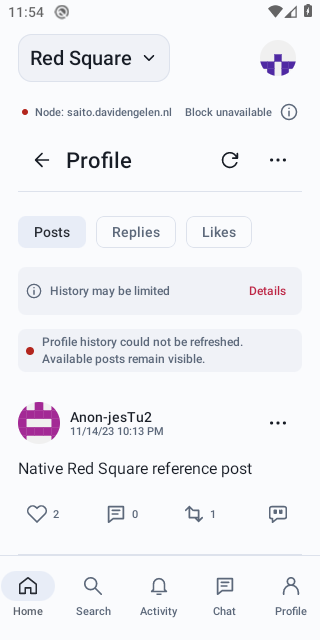 11:54
Red Square
Node: saito.davidengelen.nl Block unavailable
Profile
Posts Replies Likes
History may be limited Details
Profile history could not be refreshed.
Available posts remain visible.
Anon-jesTu2
11/14/23 10:13 PM
Native Red Square reference post
2 0 1
Home Search Activity Chat Profile